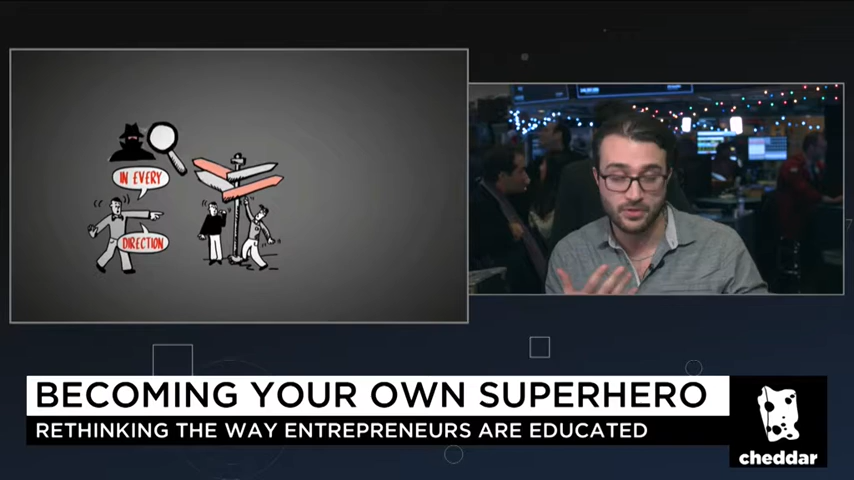 IN EVERY
DIRECTION
BECOMING YOUR OWN SUPERHERO
RETHINKING THE WAY ENTREPRENEURS ARE EDUCATED
cheddar